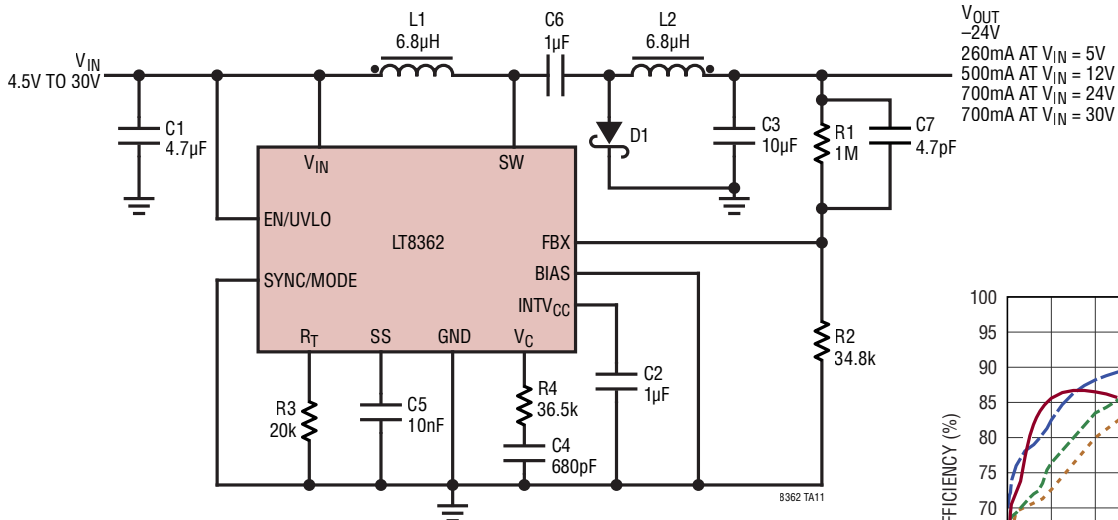 L1
6.8µH
C6
1µF
L2
6.8µH
VOUT
–24V
260mA AT VIN = 5V
500mA AT VIN = 12V
700mA AT VIN = 24V
700mA AT VIN = 30V
VIN
4.5V TO 30V
C1
4.7µF
D1
C3
10µF
R1
1M
C7
4.7pF
VIN
SW
EN/UVLO
LT8362
FBX
BIAS
SYNC/MODE
INTVCC
RT
SS
GND
VC
R2
34.8k
C2
1µF
R4
36.5k
R3
20k
C5
10nF
C4
680pF
8362 TA11
100
95
90
85
80
75
70